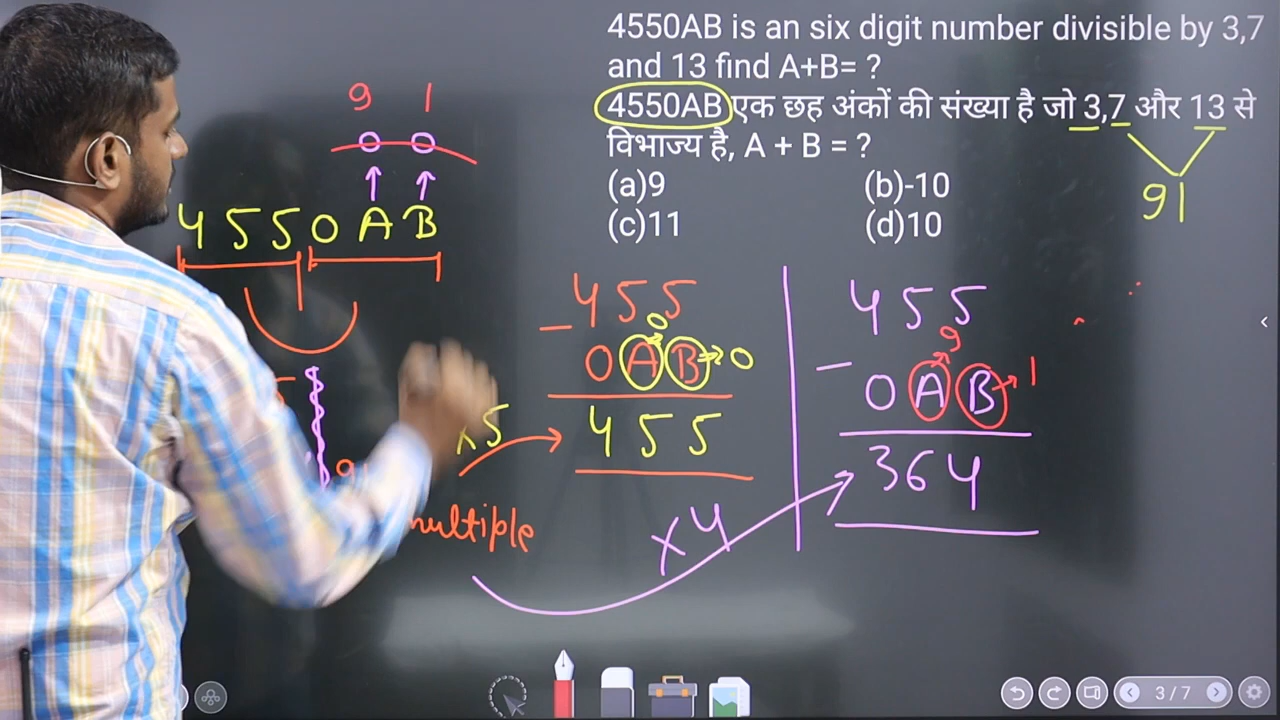 4550AB is an six digit number divisible by 3,7
and 13 find A+B= ?
4550AB एक छह अंकों की संख्या है जो 3,7 और 13 से
विभाज्य है, A + B = ?
(a)9 (b)-10
(c)11 (d)10
91
9 1
0 0
4 5 5 0 A B
455
0
- 0 A B → 0
455
x5
multiple
x4
455
9
- 0 A B → 1
364
3 / 7